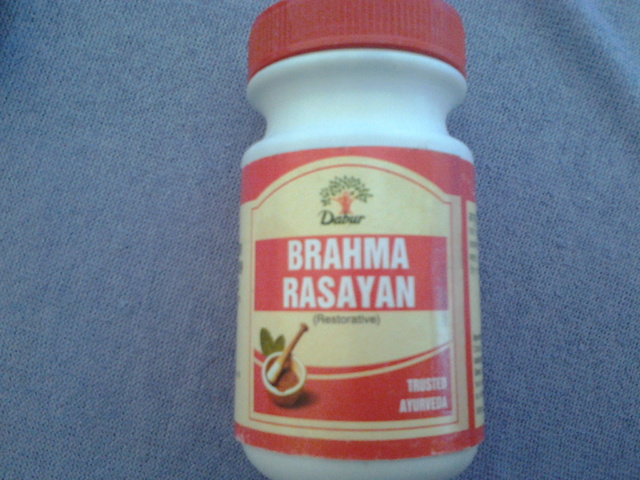 Dabur
BRAHMA
RASAYAN
(Restorative)
TRUSTED
AYURVEDA